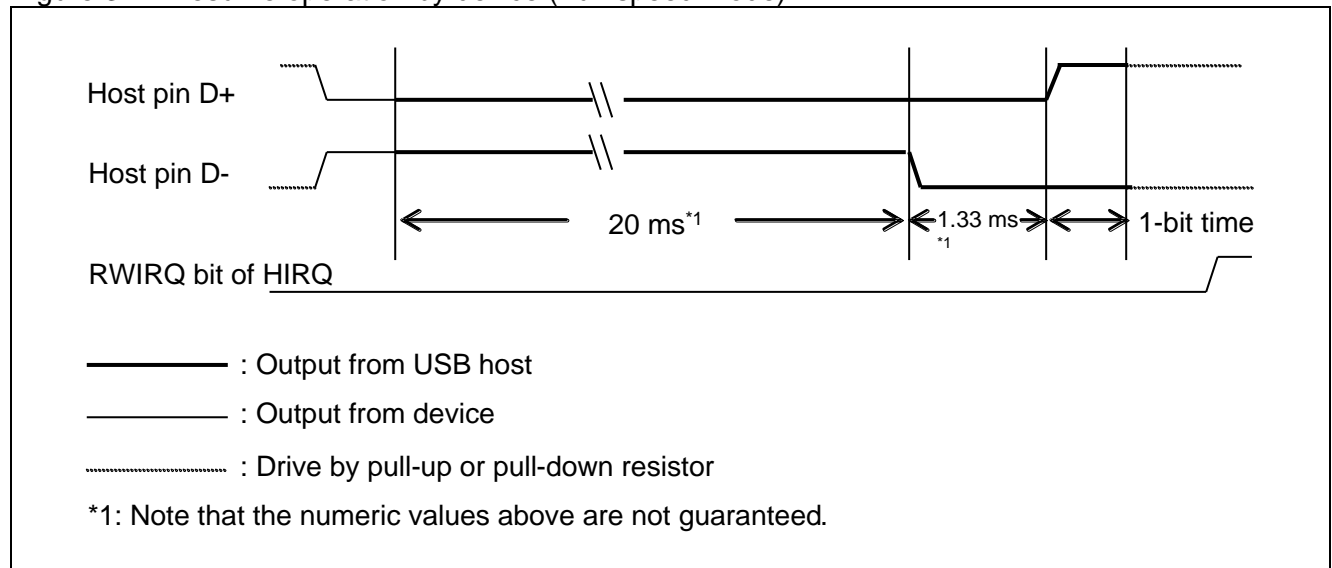 Host pin D+
Host pin D-
20 ms*1
1.33 ms
*1
1-bit time
RWIRQ bit of HIRQ
: Output from USB host
: Output from device
: Drive by pull-up or pull-down resistor
*1: Note that the numeric values above are not guaranteed.